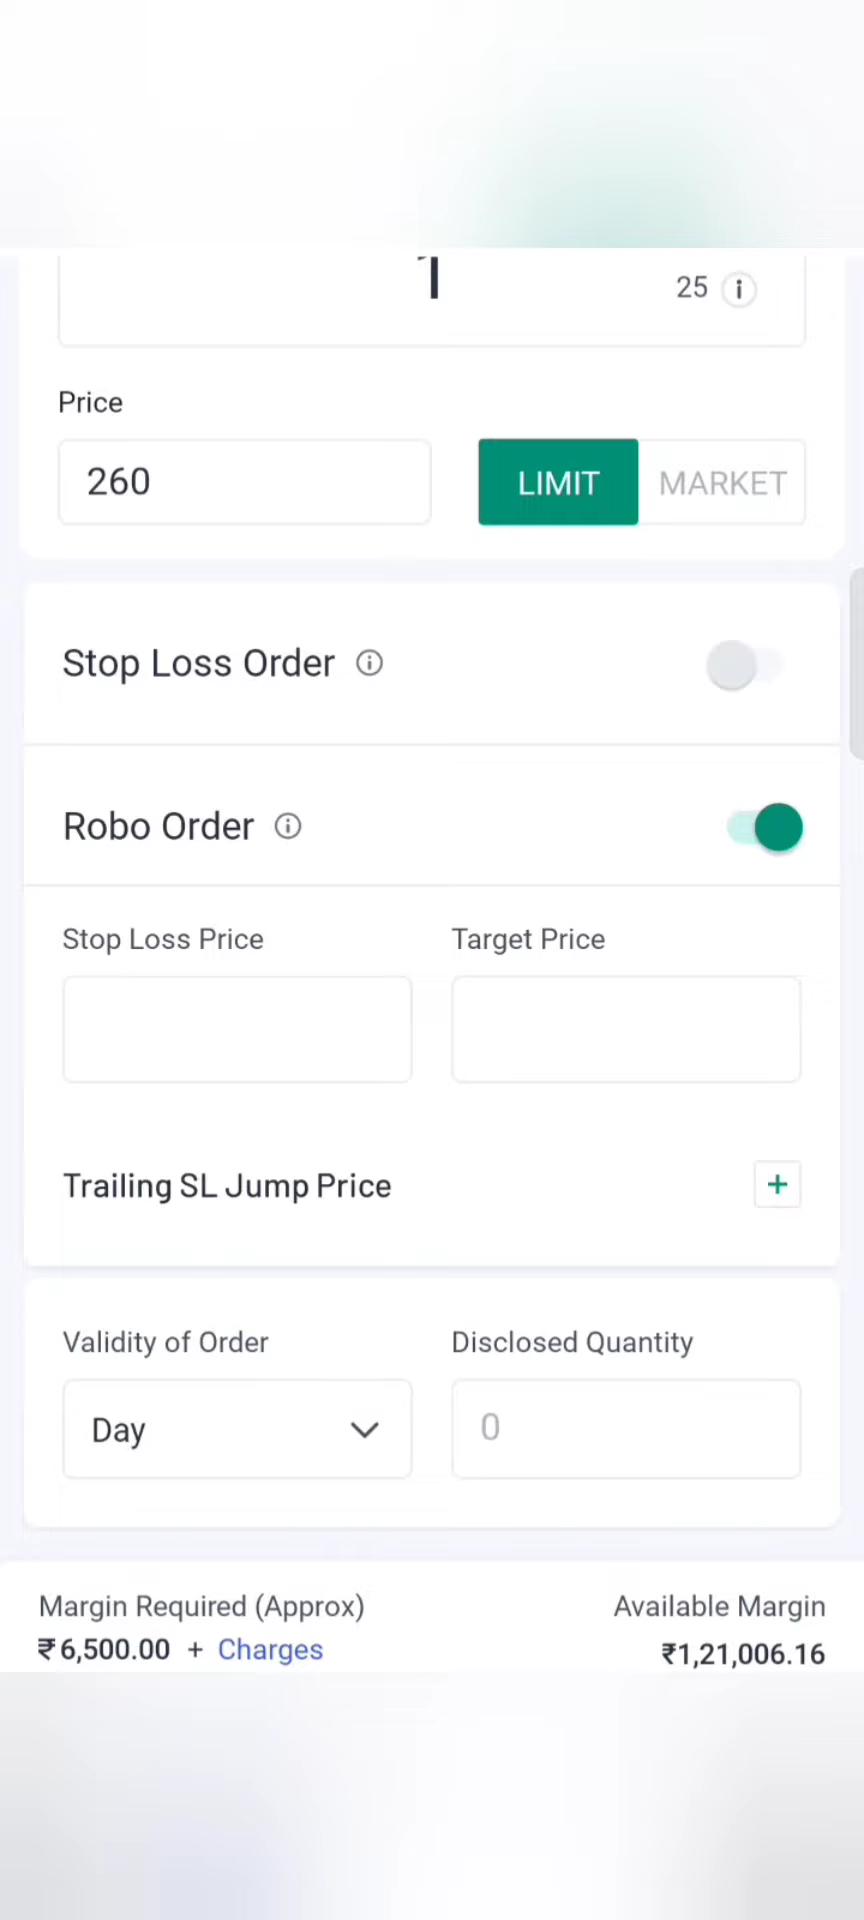 1 25
Price
260 LIMIT MARKET
Stop Loss Order
Robo Order
Stop Loss Price Target Price
Trailing SL Jump Price +
Validity of Order Disclosed Quantity
Day 0
Margin Required (Approx) Available Margin
₹6,500.00 + Charges ₹1,21,006.16